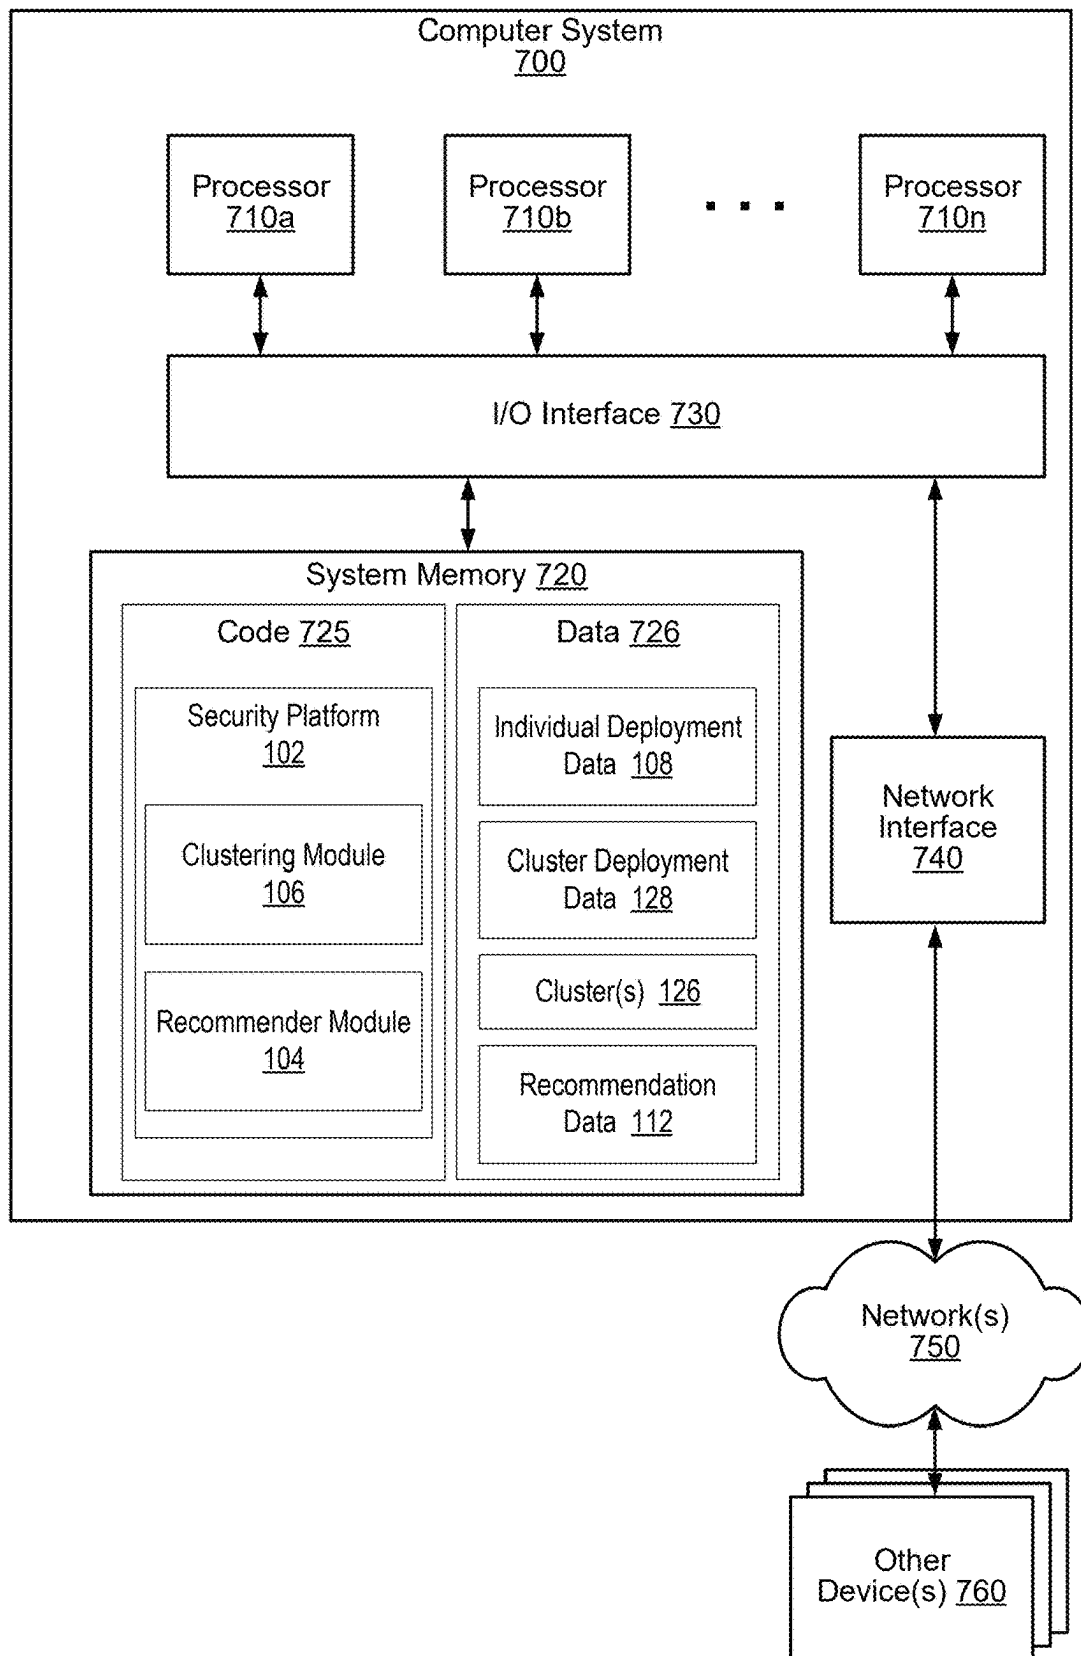 Computer System
700
Processor
710a
Processor
710b
. . .
Processor
710n
I/O Interface 730
System Memory 720
Code 725
Security Platform
102
Clustering Module
106
Recommender Module
104
Data 726
Individual Deployment
Data 108
Cluster Deployment
Data 128
Cluster(s) 126
Recommendation
Data 112
Network
Interface
740
Network(s)
750
Other
Device(s) 760